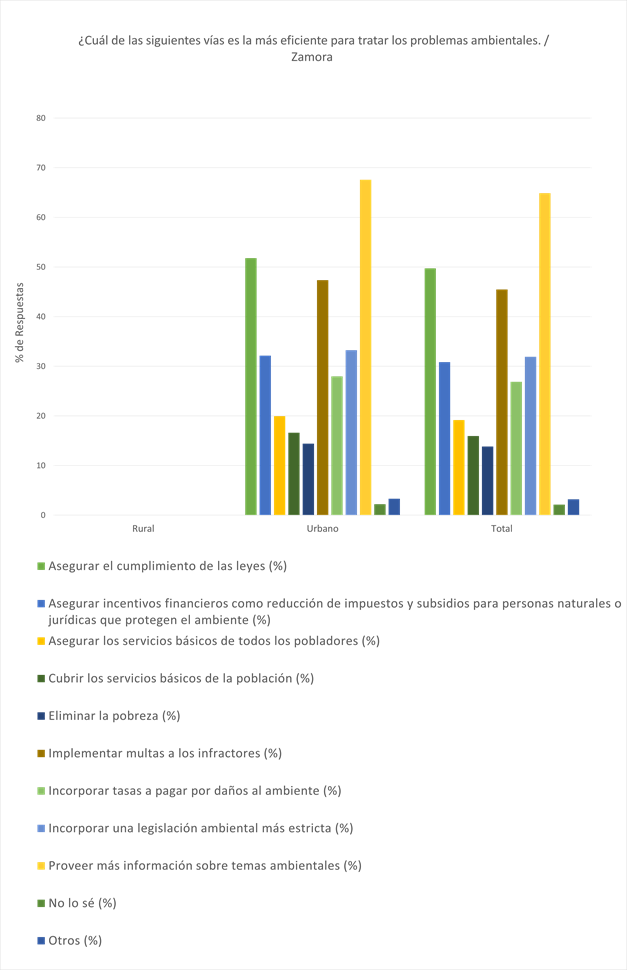 ¿Cuál de las siguientes vías es la más eficiente para tratar los problemas ambientales. /
Zamora
80
70
60
50
40
30
20
10
0
% de Respuestas
Rural
Urbano
Total
Asegurar el cumplimiento de las leyes (%)
Asegurar incentivos financieros como reducción de impuestos y subsidios para personas naturales o
jurídicas que protegen el ambiente (%)
Asegurar los servicios básicos de todos los pobladores (%)
Cubrir los servicios básicos de la población (%)
Eliminar la pobreza (%)
Implementar multas a los infractores (%)
Incorporar tasas a pagar por daños al ambiente (%)
Incorporar una legislación ambiental más estricta (%)
Proveer más información sobre temas ambientales (%)
No lo sé (%)
Otros (%)